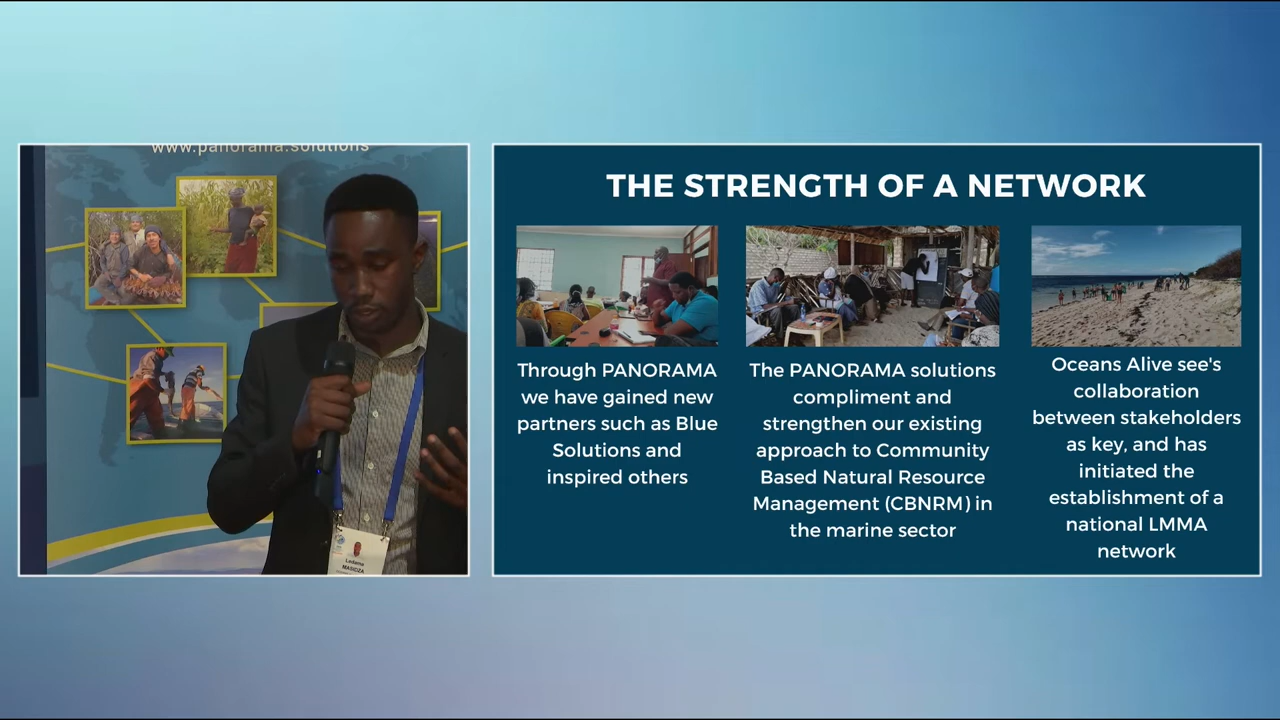 www.panorama.solutions
Ledama
MASIDZA
THE STRENGTH OF A NETWORK
Through PANORAMA
we have gained new
partners such as Blue
Solutions and
inspired others
The PANORAMA solutions
compliment and
strengthen our existing
approach to Community
Based Natural Resource
Management (CBNRM) in
the marine sector
Oceans Alive see's
collaboration
between stakeholders
as key, and has
initiated the
establishment of a
national LMMA
network